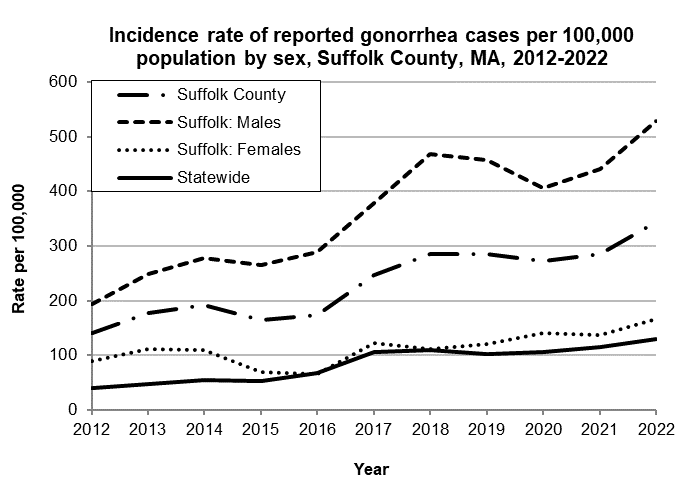 Incidence rate of reported gonorrhea cases per 100,000
population by sex, Suffolk County, MA, 2012-2022
600
500
400
300
200
100
0
Suffolk County
Suffolk: Males
Suffolk: Females
Statewide
Rate per 100,000
2012 2013 2014 2015 2016 2017 2018 2019 2020 2021 2022
Year